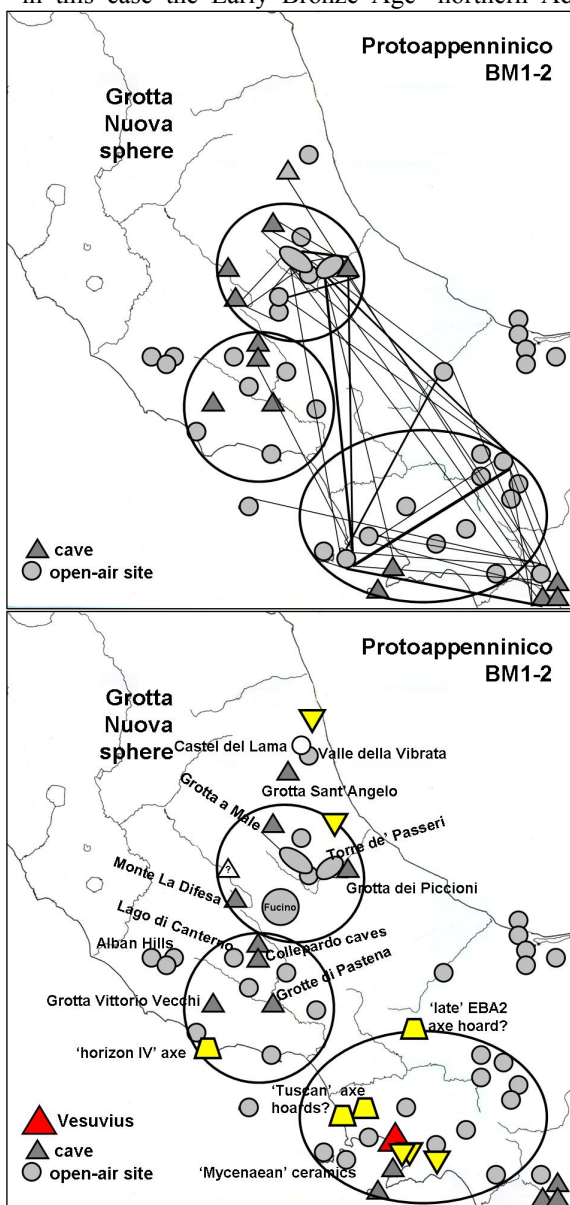 in this case the Early Bronze Age northern Ad
Protoappenninico
BM1-2
Grotta
Nuova
sphere
cave
open-air site
Protoappenninico
BM1-2
Grotta
Nuova
sphere
Castel del Lama
Valle della Vibrata
Grotta Sant'Angelo
Grotta a Male
Torre de' Passeri
?
Monte La Difesa
Grotta dei Piccioni
Fucino
Lago di Canterno
Alban Hills
Collepardo caves
Grotte di Pastena
Grotta Vittorio Vecchi
'late' EBA2
axe hoard?
'horizon IV' axe
'Tuscan' axe
hoards?
Vesuvius
cave
open-air site
'Mycenaean' ceramics